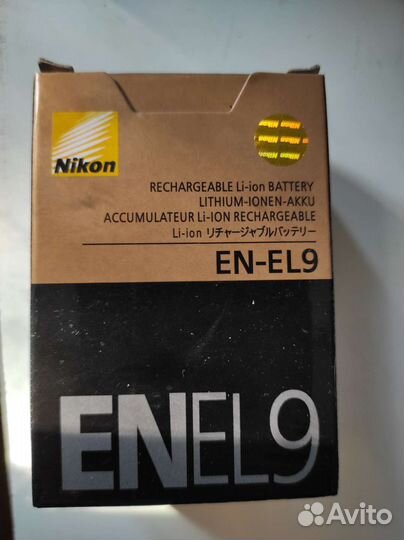 Nikon
RECHARGEABLE Li-ion BATTERY
LITHIUM-IONEN-AKKU
ACCUMULATEUR Li-ION RECHARGEABLE
Li-ion リチャージャブルバッテリー
EN-EL9
ENEL9
Avito